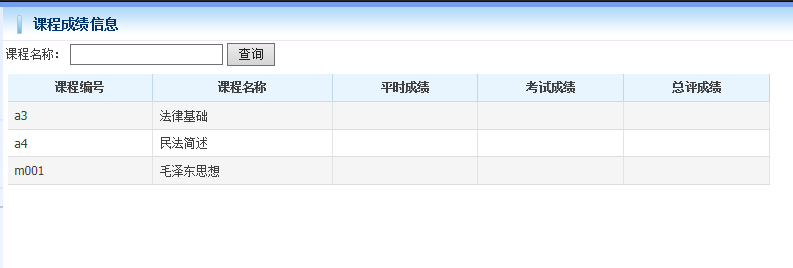 课程成绩信息
课程名称： 查询
课程编号 课程名称 平时成绩 考试成绩 总评成绩
a3 法律基础
a4 民法简述
m001 毛泽东思想